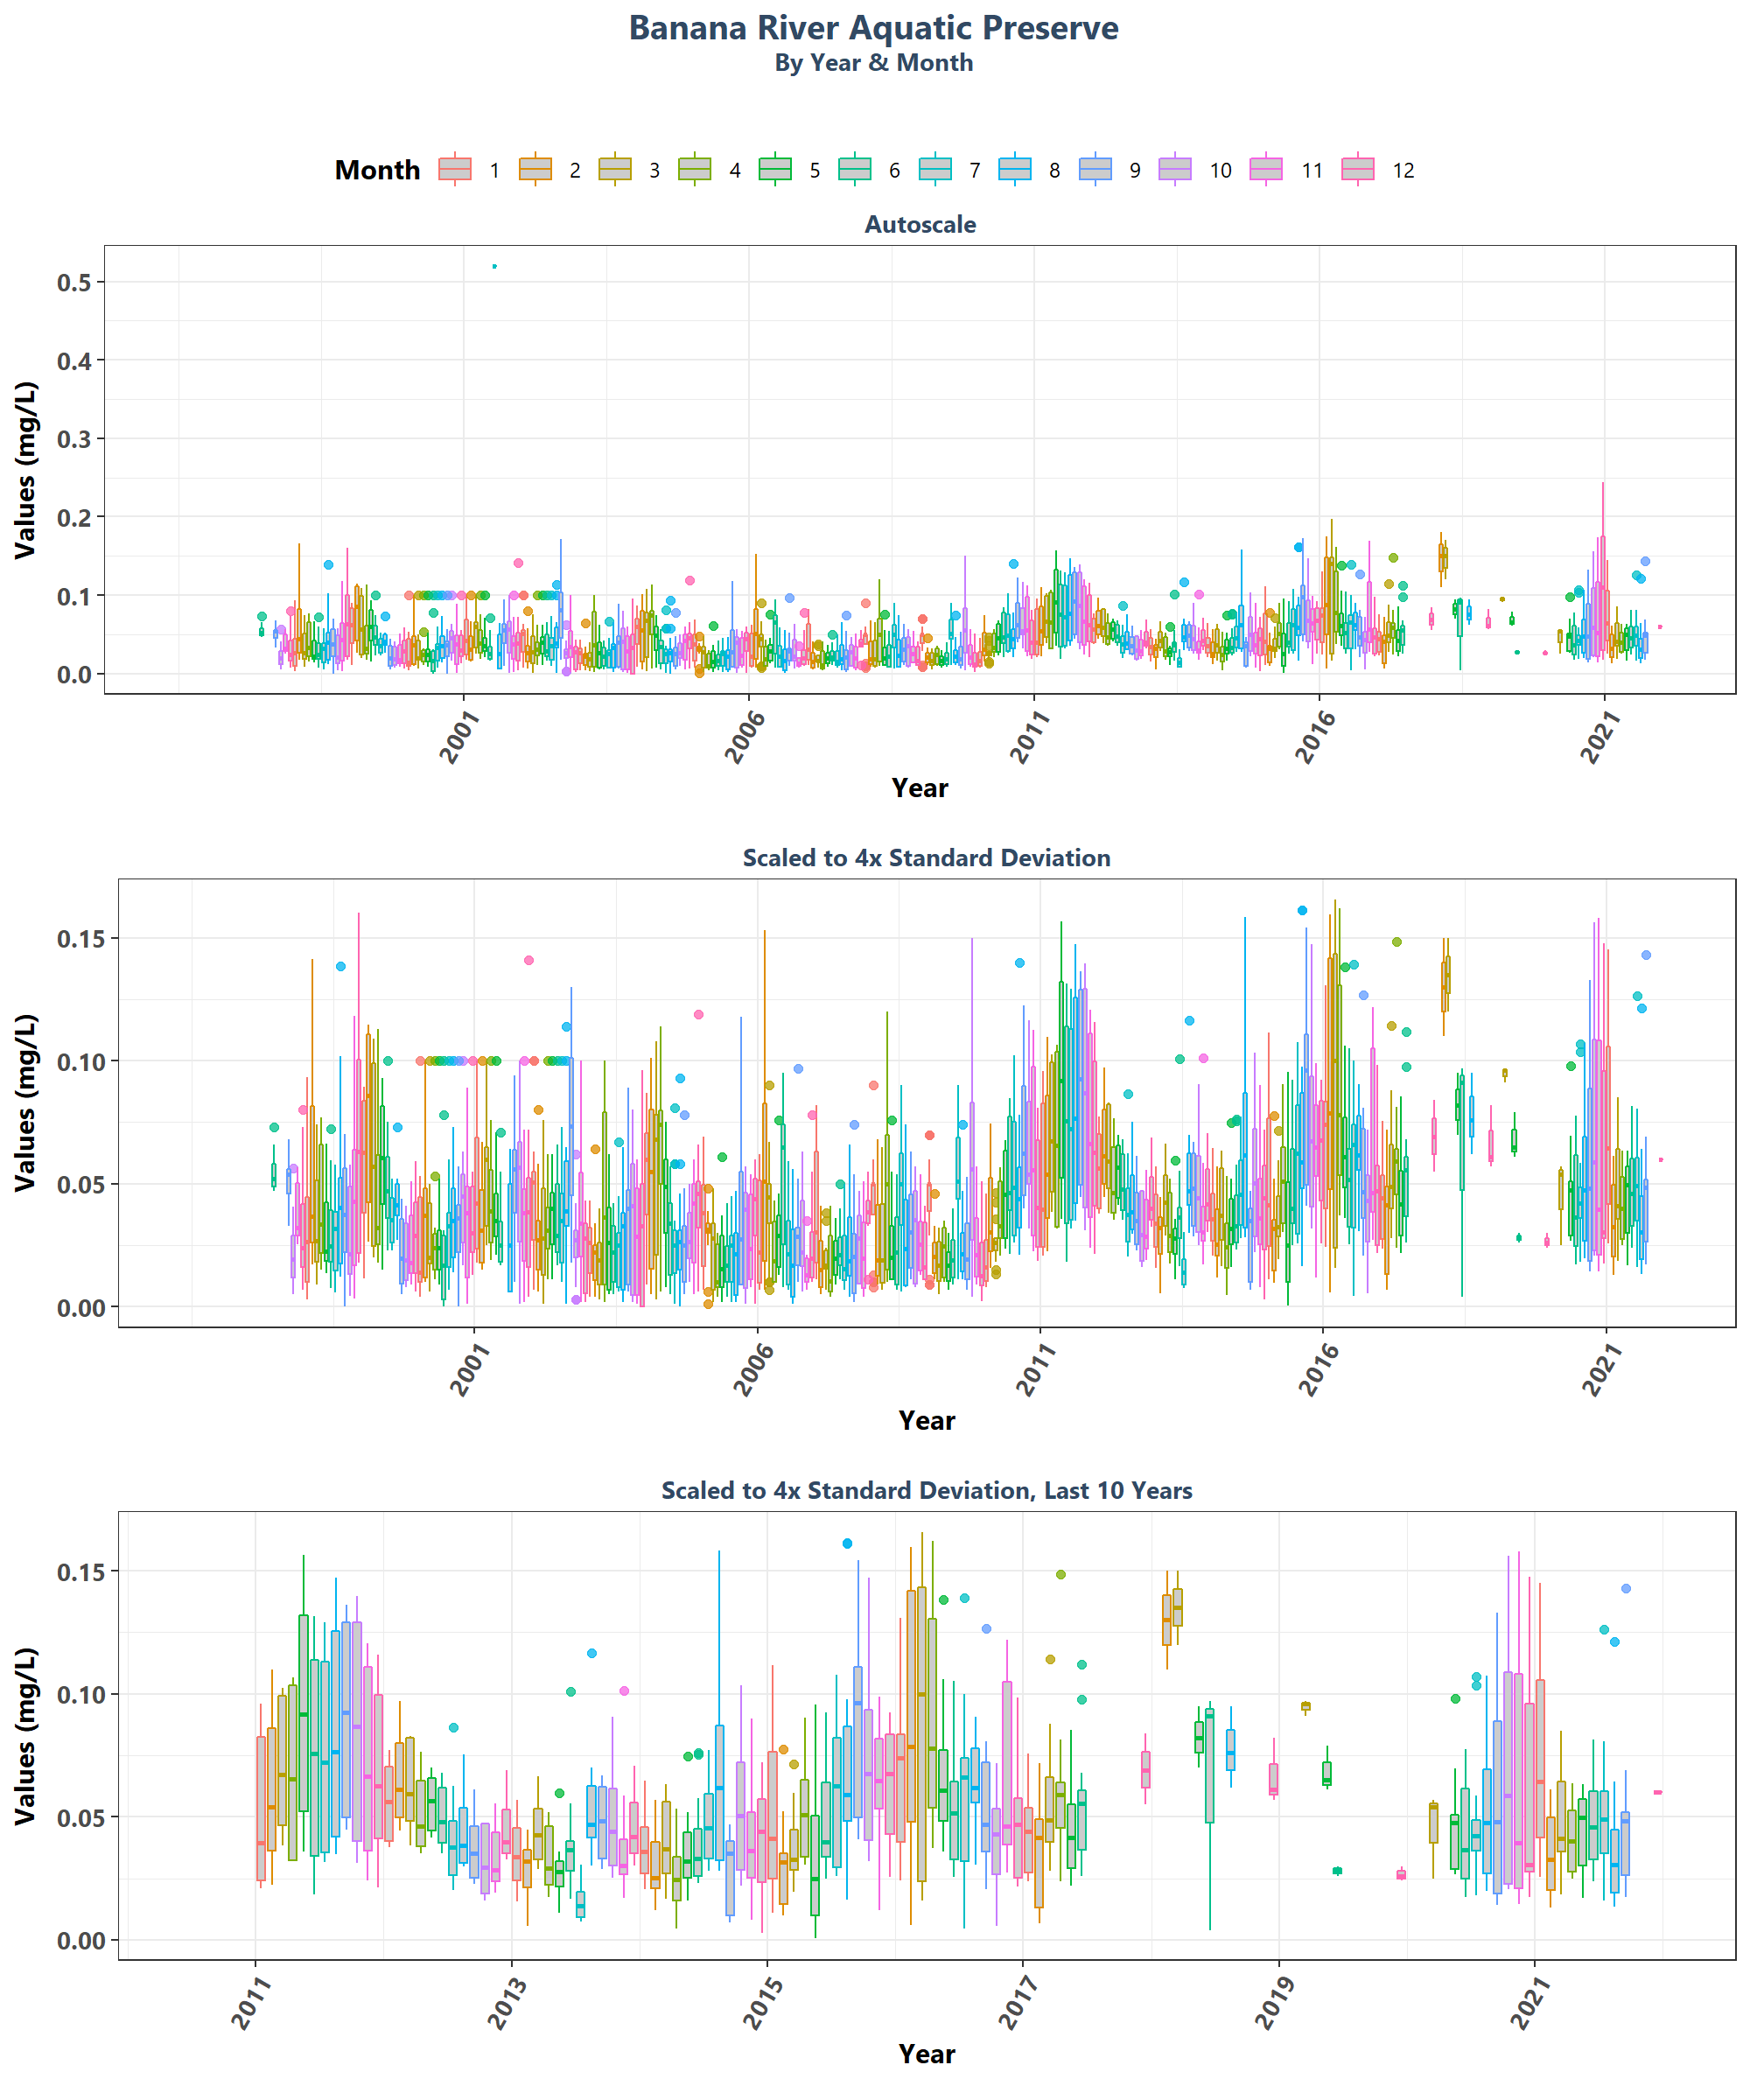 Banana River Aquatic Preserve
By Year & Month
Month 1 2 3 4 5 6 7 8 9 10 11 12
Autoscale
Values (mg/L)
0.5
0.4
0.3
0.2
0.1
0.0
2001 2006 2011 2016 2021
Year
Scaled to 4x Standard Deviation
Values (mg/L)
0.15
0.10
0.05
0.00
2001 2006 2011 2016 2021
Year
Scaled to 4x Standard Deviation, Last 10 Years
Values (mg/L)
0.15
0.10
0.05
0.00
2011 2013 2015 2017 2019 2021
Year